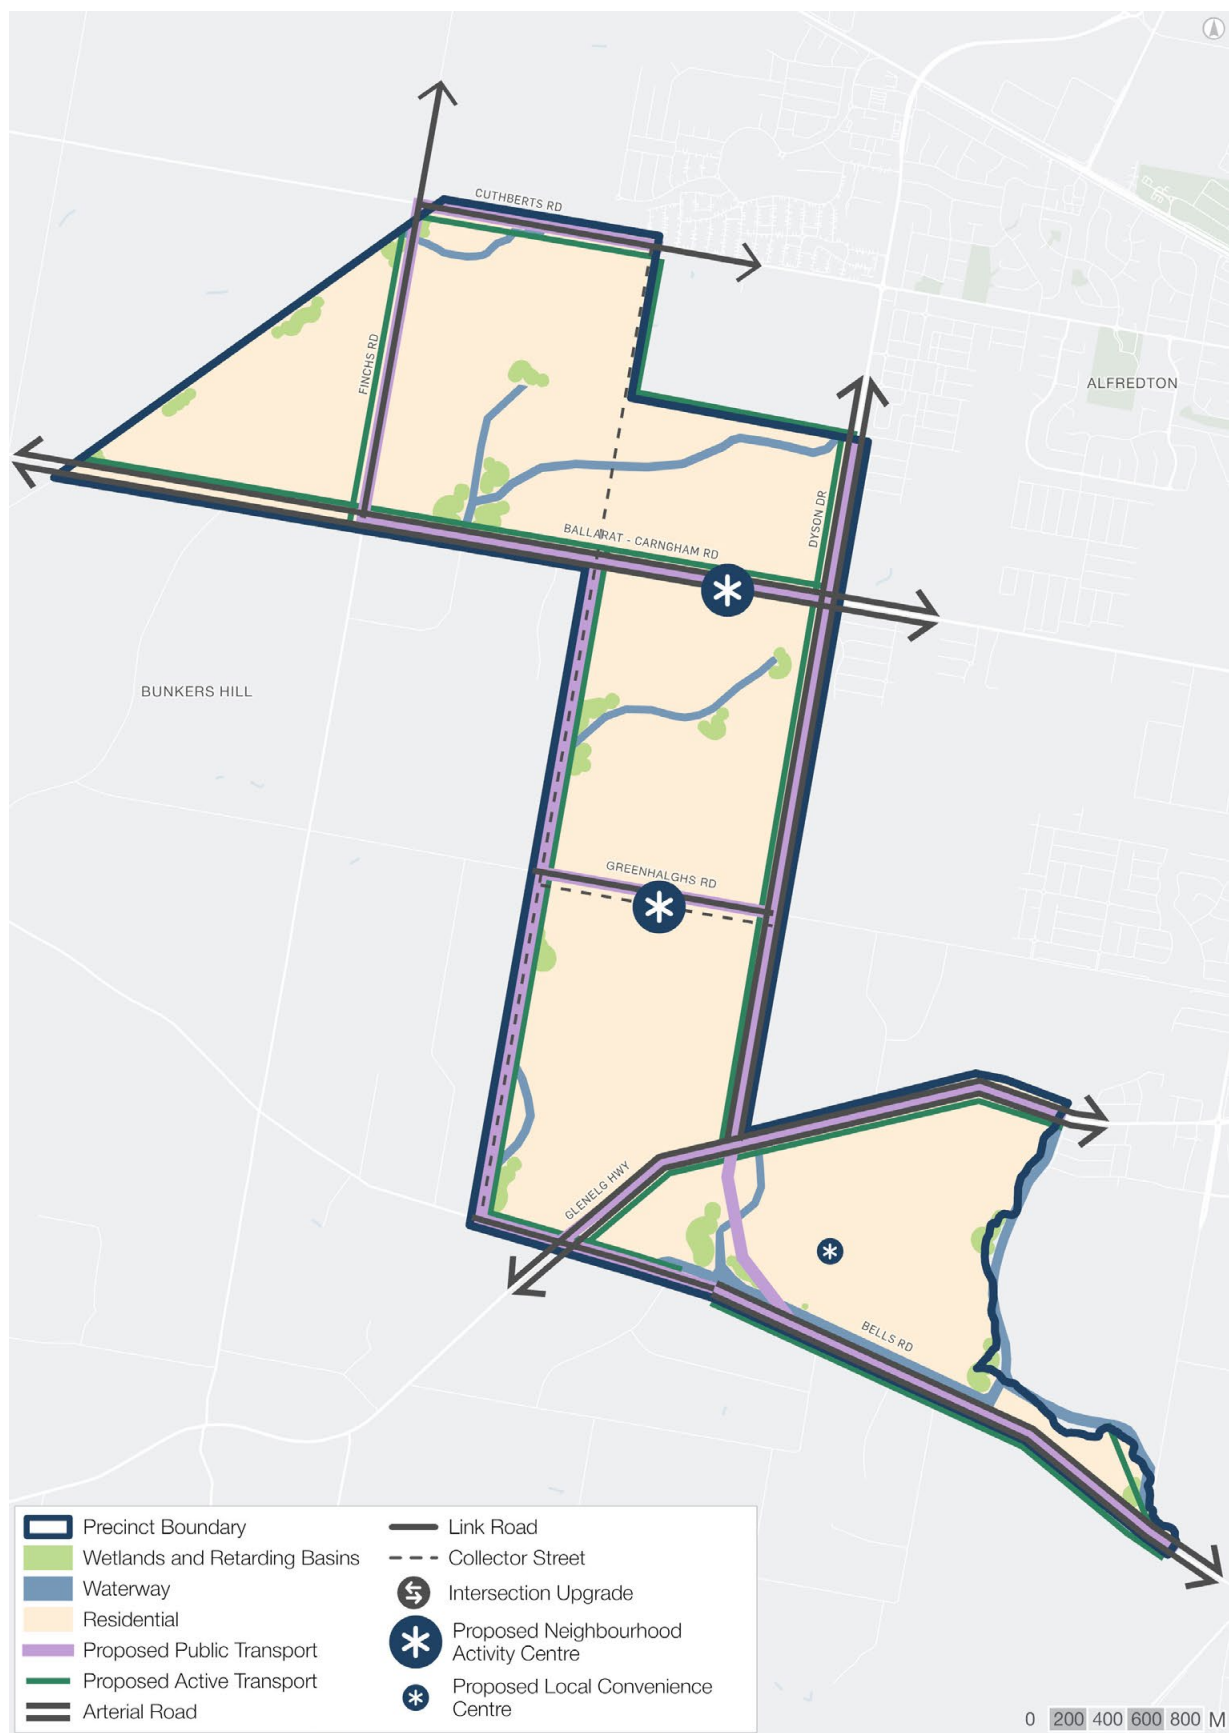 CUTHBERTS RD
FINCHS RD
ALFREDTON
DYSON DR
BALLARAT - CARNGHAM RD
BUNKERS HILL
GREENHALGHS RD
GLENELG HWY
BELLS RD
Precinct Boundary
Wetlands and Retarding Basins
Waterway
Residential
Proposed Public Transport
Proposed Active Transport
Arterial Road
Link Road
Collector Street
Intersection Upgrade
Proposed Neighbourhood
Activity Centre
Proposed Local Convenience
Centre
0 200 400 600 800 M